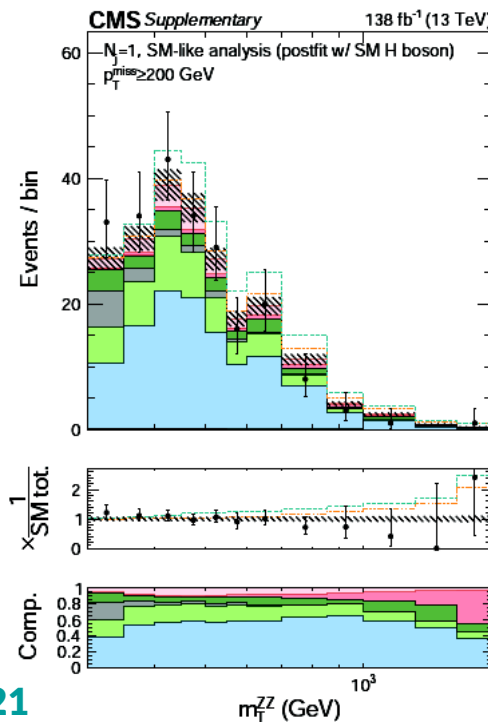 CMS Supplementary 138 fb⁻¹ (13 TeV)
N_J=1, SM-like analysis (postfit w/ SM H boson)
p_T^miss≥200 GeV
Events / bin
60
40
20
0
× 1/SM tot.
2
1
0
Comp.
1
0.8
0.6
0.4
0.2
0
10³
m_T^ZZ (GeV)
21